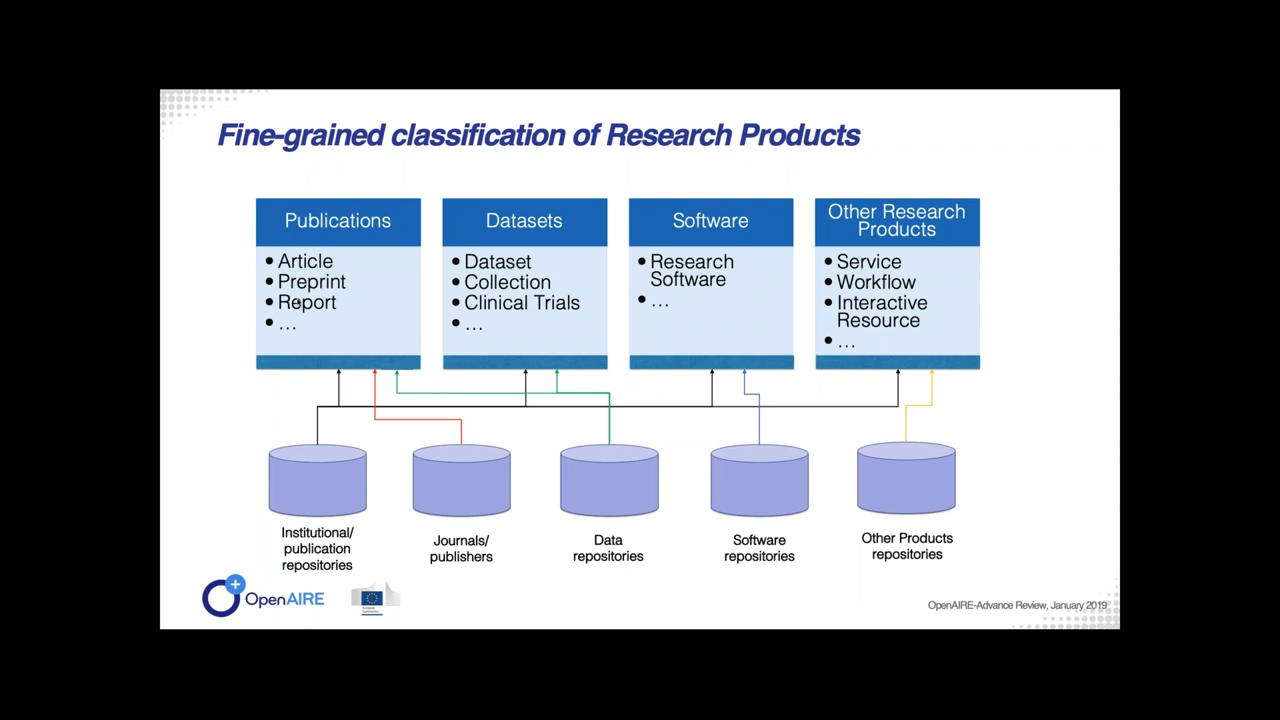 Fine-grained classification of Research Products
Publications
• Article
• Preprint
• Report
• ...
Datasets
• Dataset
• Collection
• Clinical Trials
• ...
Software
• Research
Software
• ...
Other Research
Products
• Service
• Workflow
• Interactive
Resource
• ...
Institutional/
publication
repositories
Journals/
publishers
Data
repositories
Software
repositories
Other Products
repositories
OpenAIRE
OpenAIRE-Advance Review, January 2019